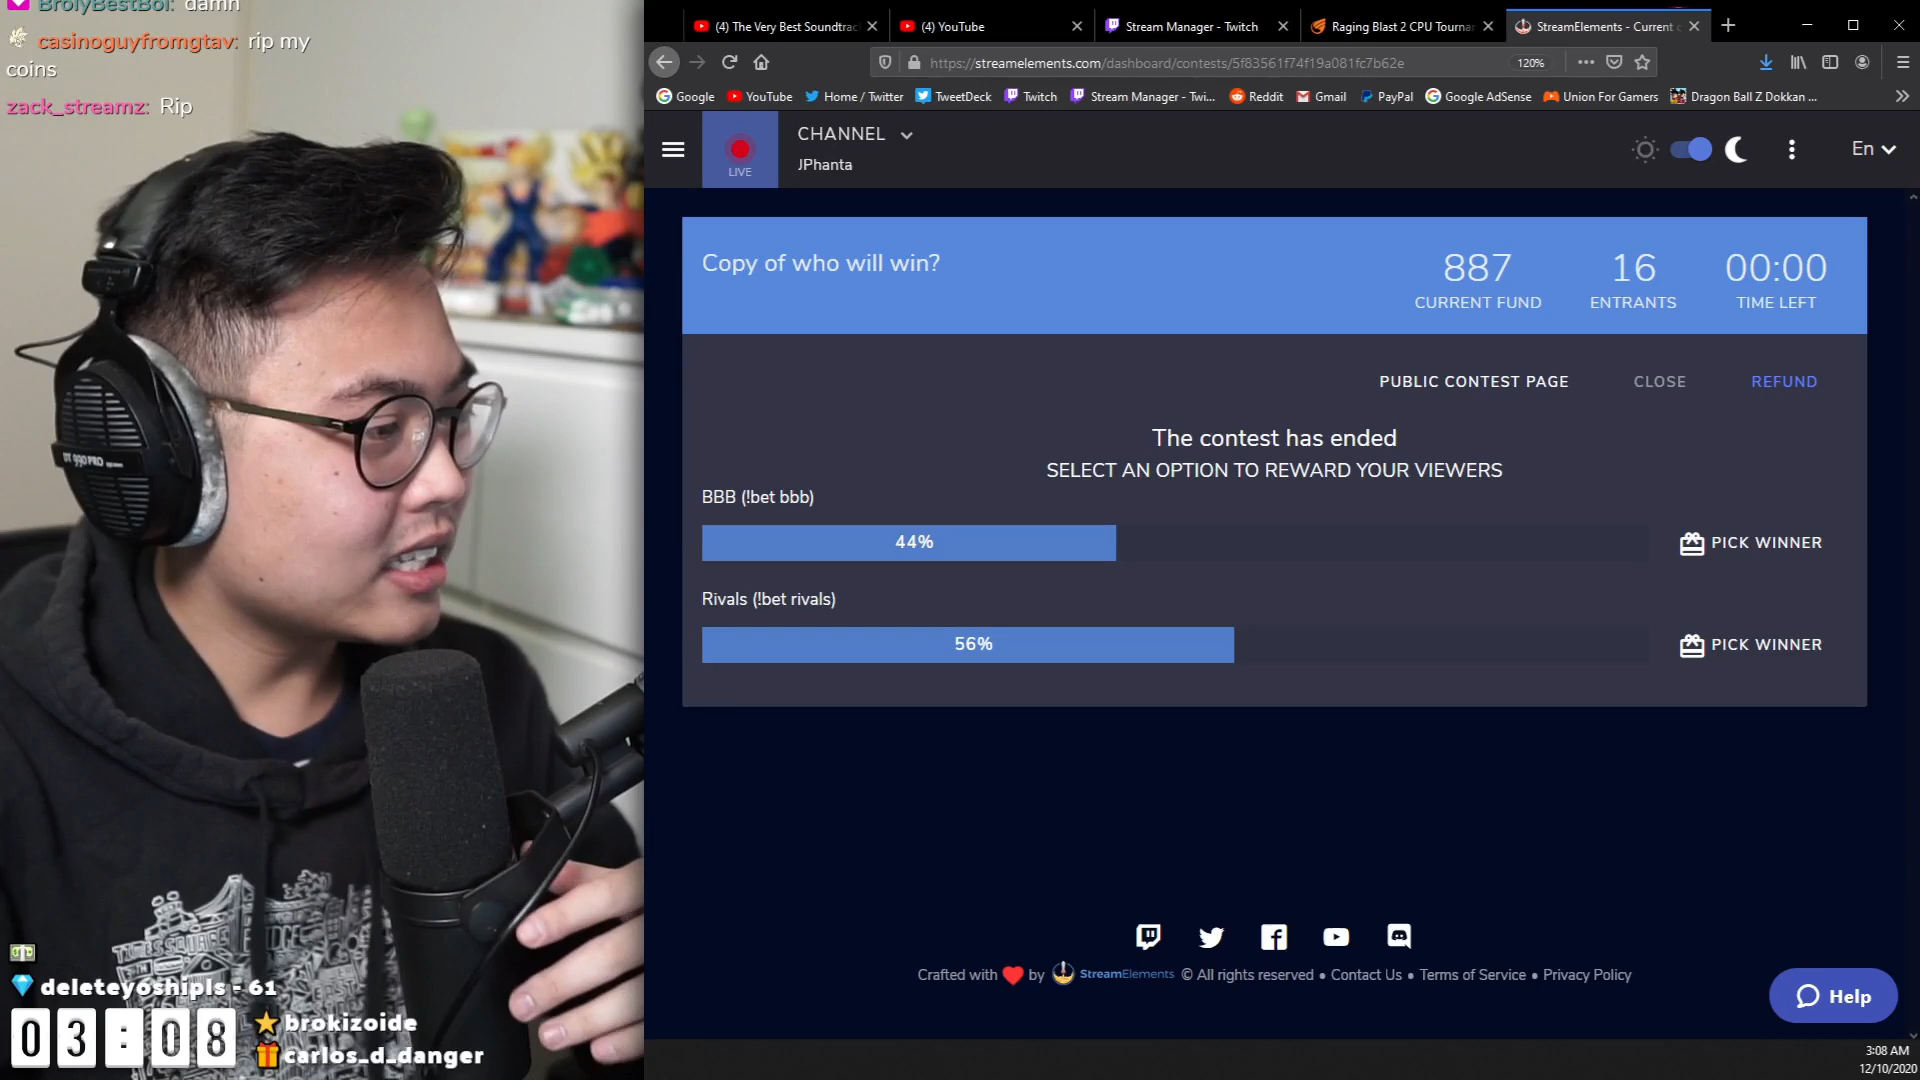 BrolyBestBoi: damn
casinoguyfromgtav: rip my
coins
zack_streamz: Rip
DT 990 PRO
deleteyoshipls - 61
03:08
brokizoide
carlos_d_danger
(4) The Very Best Soundtrac
(4) YouTube
Stream Manager - Twitch
Raging Blast 2 CPU Tournar
StreamElements - Current c
https://streamelements.com/dashboard/contests/5f83561f74f19a081fc7b62e
120%
Google
YouTube
Home / Twitter
TweetDeck
Twitch
Stream Manager - Twi...
Reddit
Gmail
PayPal
Google AdSense
Union For Gamers
Dragon Ball Z Dokkan ...
LIVE
CHANNEL
JPhanta
En
Copy of who will win?
887
CURRENT FUND
16
ENTRANTS
00:00
TIME LEFT
PUBLIC CONTEST PAGE
CLOSE
REFUND
The contest has ended
SELECT AN OPTION TO REWARD YOUR VIEWERS
BBB (!bet bbb)
44%
PICK WINNER
Rivals (!bet rivals)
56%
PICK WINNER
Crafted with by StreamElements © All rights reserved • Contact Us • Terms of Service • Privacy Policy
Help
3:08 AM
12/10/2020